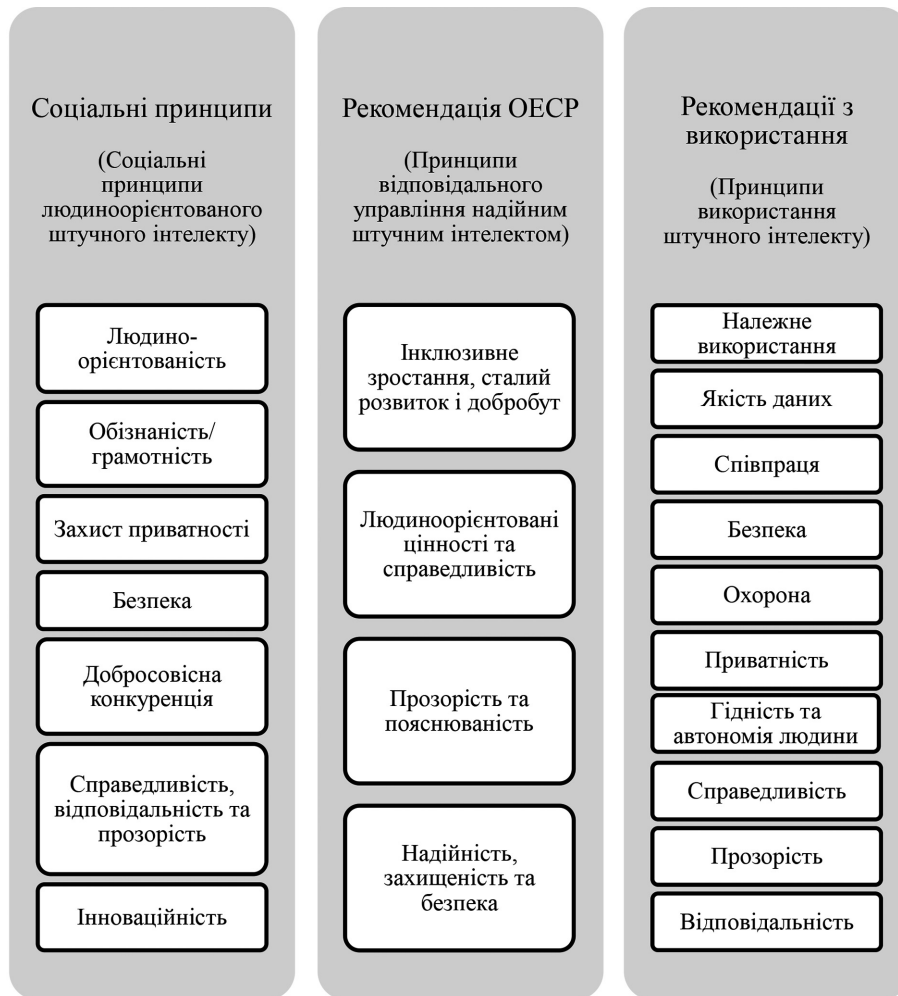 Соціальні принципи
(Соціальні
принципи
людиноорієнтованого
штучного інтелекту)
Людино-
орієнтованість
Обізнаність/
грамотність
Захист приватності
Безпека
Добросовісна
конкуренція
Справедливість,
відповідальність та
прозорість
Інноваційність
Рекомендація ОЕСР
(Принципи
відповідального
управління надійним
штучним інтелектом)
Інклюзивне
зростання, сталий
розвиток і добробут
Людиноорієнтовані
цінності та
справедливість
Прозорість та
пояснюваність
Надійність,
захищеність та
безпека
Рекомендації з
використання
(Принципи
використання
штучного інтелекту)
Належне
використання
Якість даних
Співпраця
Безпека
Охорона
Приватність
Гідність та
автономія людини
Справедливість
Прозорість
Відповідальність